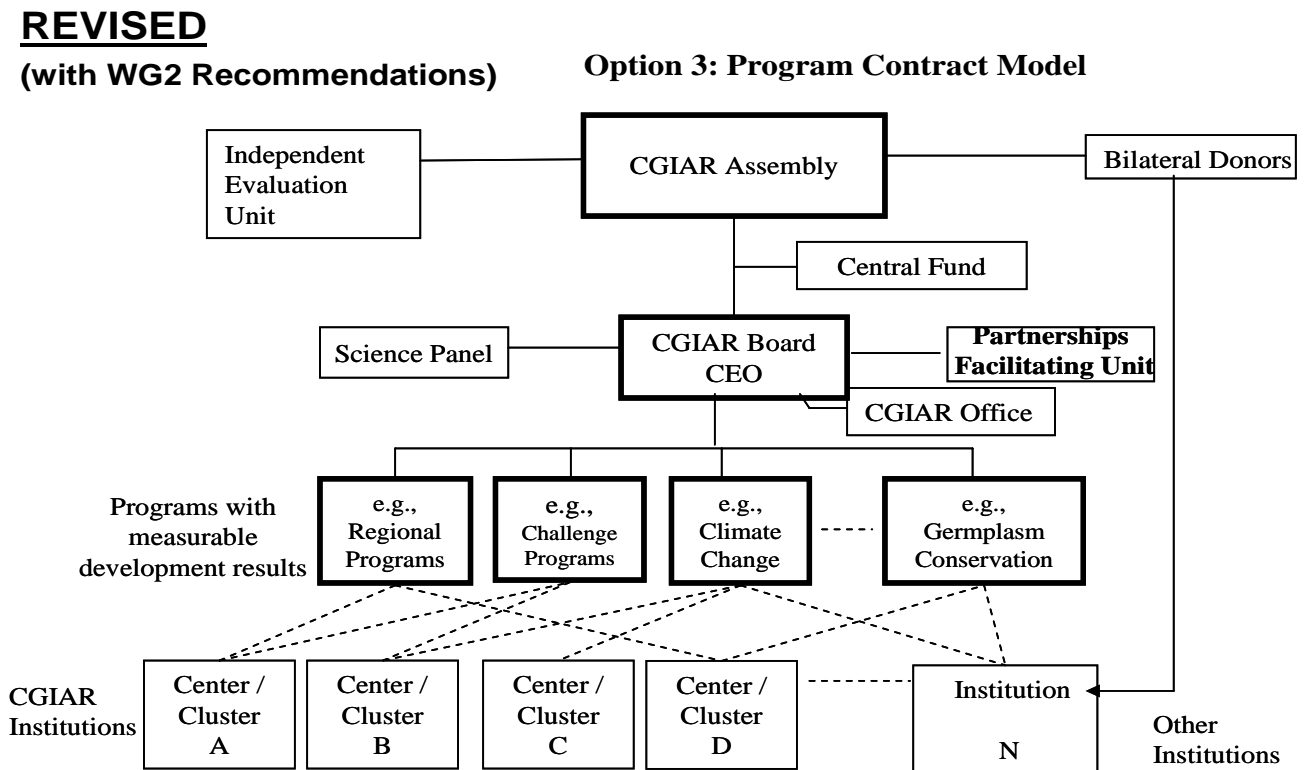 REVISED
(with WG2 Recommendations)
Option 3: Program Contract Model
Independent
Evaluation
Unit
CGIAR Assembly
Bilateral Donors
Central Fund
Science Panel
CGIAR Board
CEO
Partnerships
Facilitating Unit
CGIAR Office
Programs with
measurable
development results
e.g.,
Regional
Programs
e.g.,
Challenge
Programs
e.g.,
Climate
Change
e.g.,
Germplasm
Conservation
CGIAR
Institutions
Center /
Cluster
A
Center /
Cluster
B
Center /
Cluster
C
Center /
Cluster
D
Institution
N
Other
Institutions